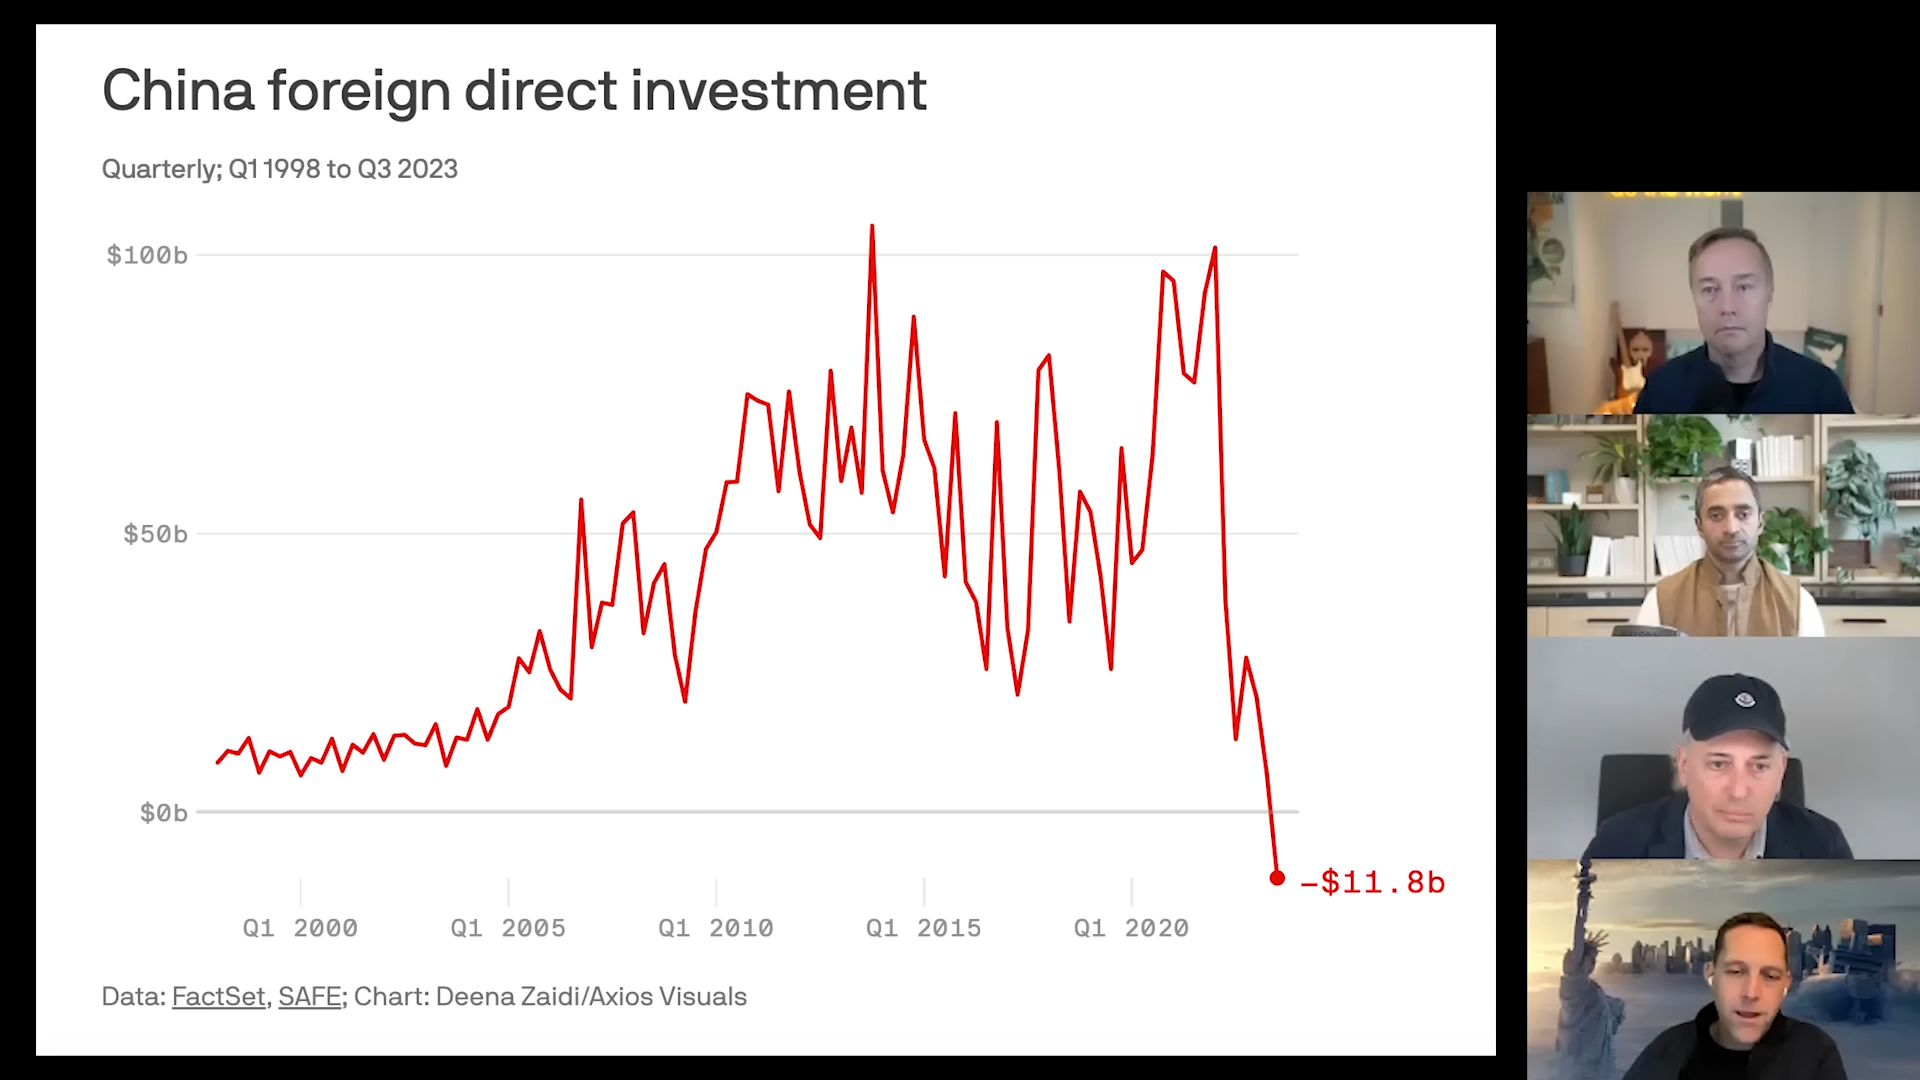 China foreign direct investment
Quarterly; Q1 1998 to Q3 2023
$100b
$50b
$0b
–$11.8b
Q1 2000
Q1 2005
Q1 2010
Q1 2015
Q1 2020
Data: FactSet, SAFE; Chart: Deena Zaidi/Axios Visuals